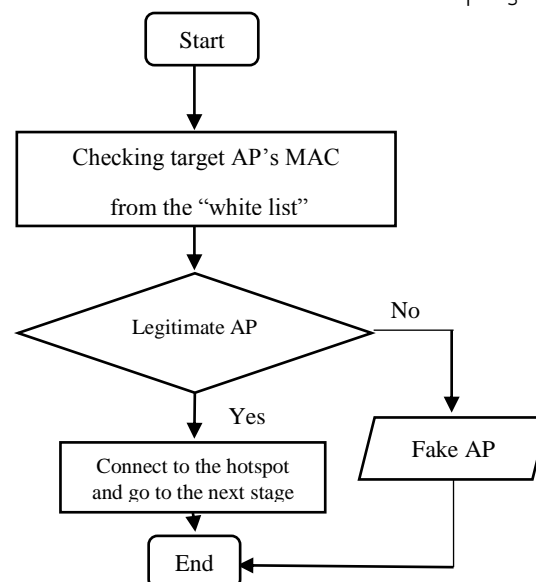 Start
Checking target AP’s MAC
from the “white list”
Legitimate AP
No
Yes
Connect to the hotspot
and go to the next stage
Fake AP
End